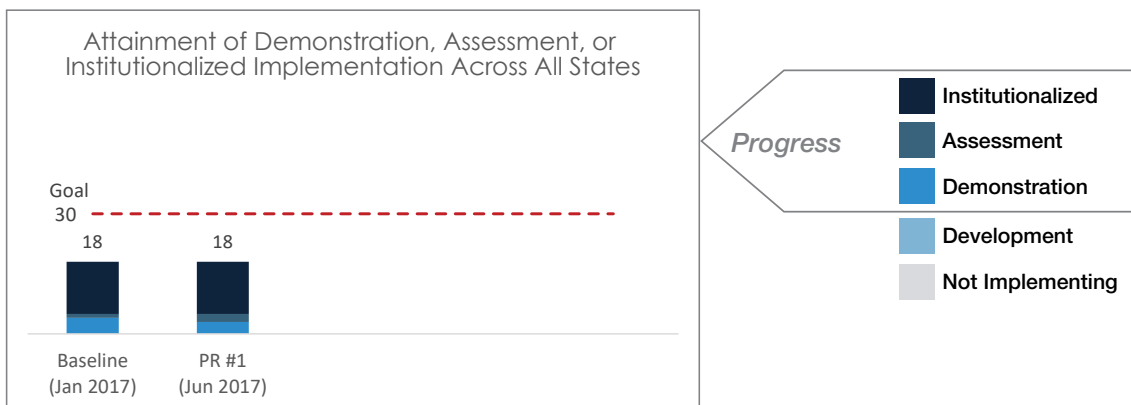 Attainment of Demonstration, Assessment, or
Institutionalized Implementation Across All States
Goal
30
18
18
Baseline
(Jan 2017)
PR #1
(Jun 2017)
Progress
Institutionalized
Assessment
Demonstration
Development
Not Implementing